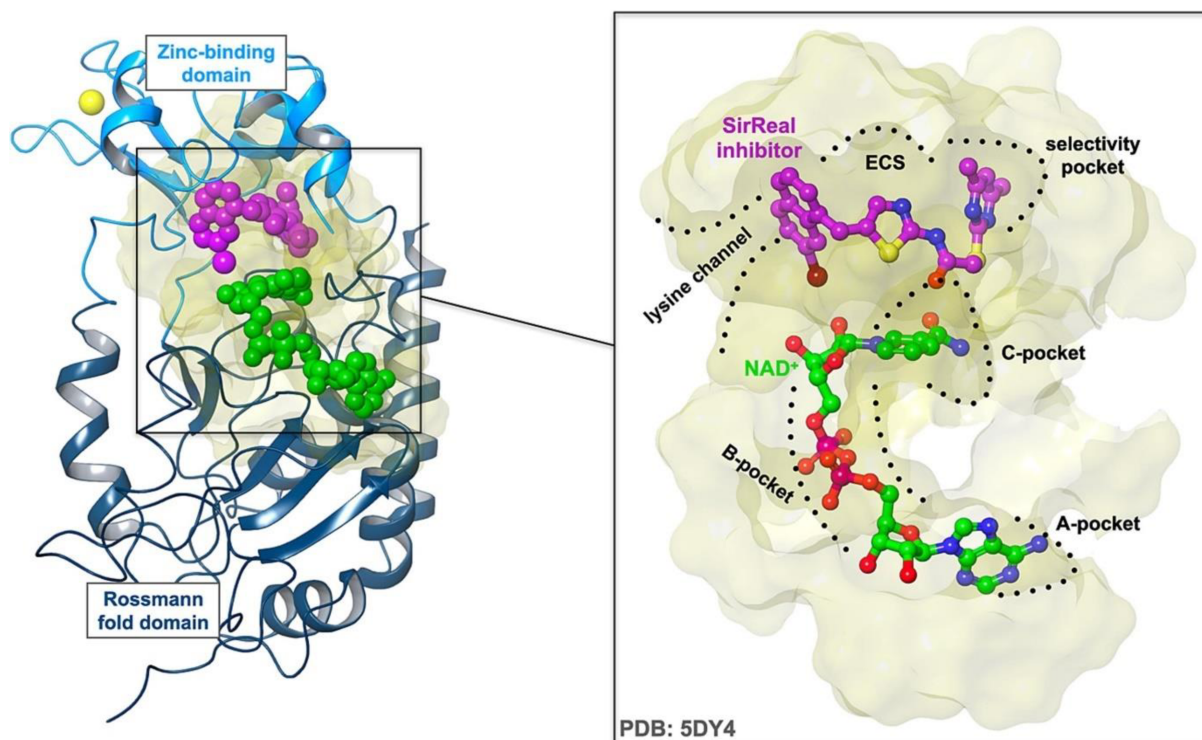 Zinc-binding
domain
Rossmann
fold domain
SirReal
inhibitor
ECS
selectivity
pocket
lysine channel
NAD⁺
C-pocket
B-pocket
A-pocket
PDB: 5DY4